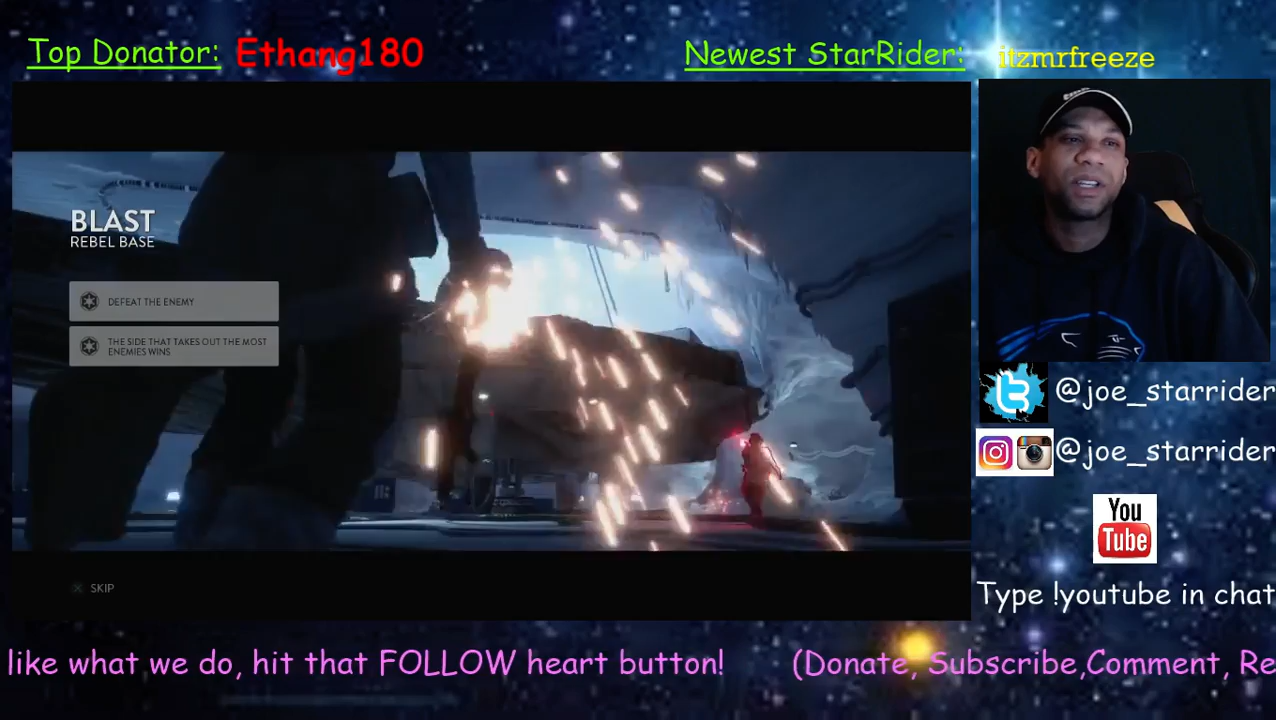 Top Donator: Ethang180
Newest StarRider: itzmrfreeze
BLAST
REBEL BASE
DEFEAT THE ENEMY
THE SIDE THAT TAKES OUT THE MOST
ENEMIES WINS
SKIP
@joe_starrider
@joe_starrider
You
Tube
Type !youtube in chat
like what we do, hit that FOLLOW heart button! (Donate, Subscribe,Comment, Re